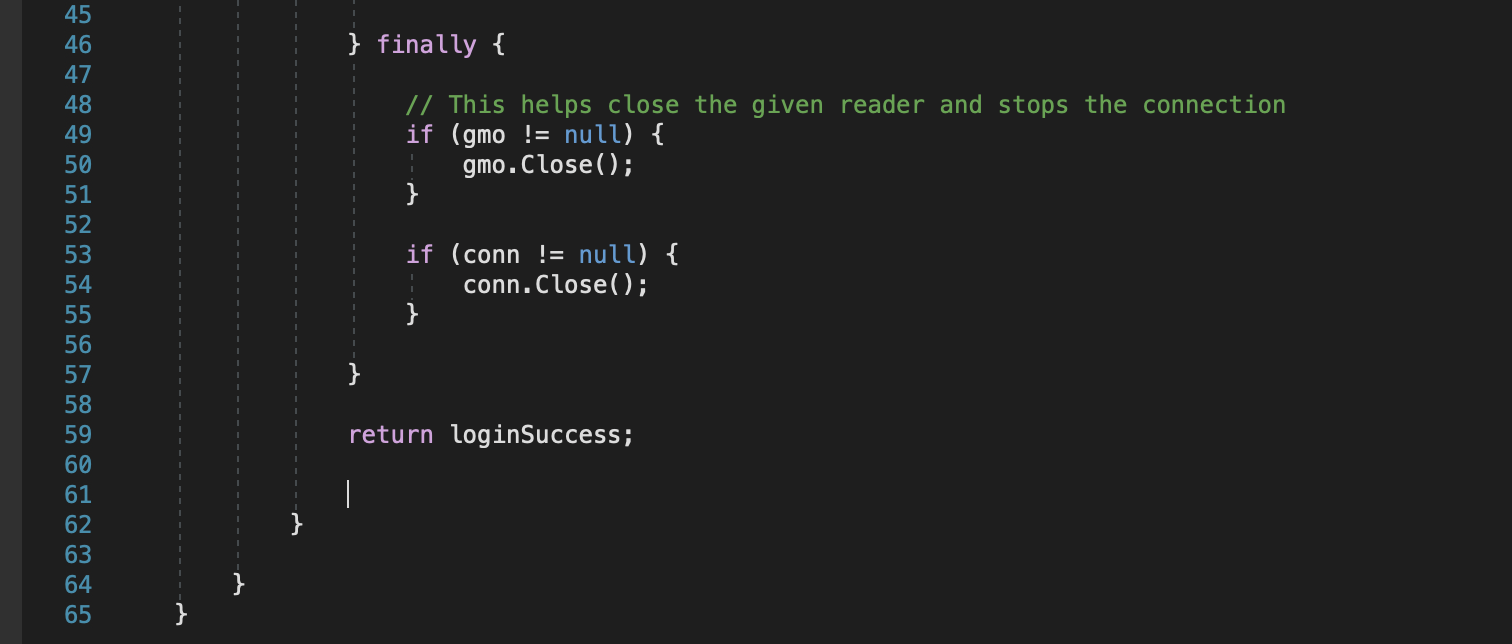 45
46 } finally {
47
48 // This helps close the given reader and stops the connection
49 if (gmo != null) {
50 gmo.Close();
51 }
52
53 if (conn != null) {
54 conn.Close();
55 }
56
57 }
58
59 return loginSuccess;
60
61
62 }
63
64 }
65 }